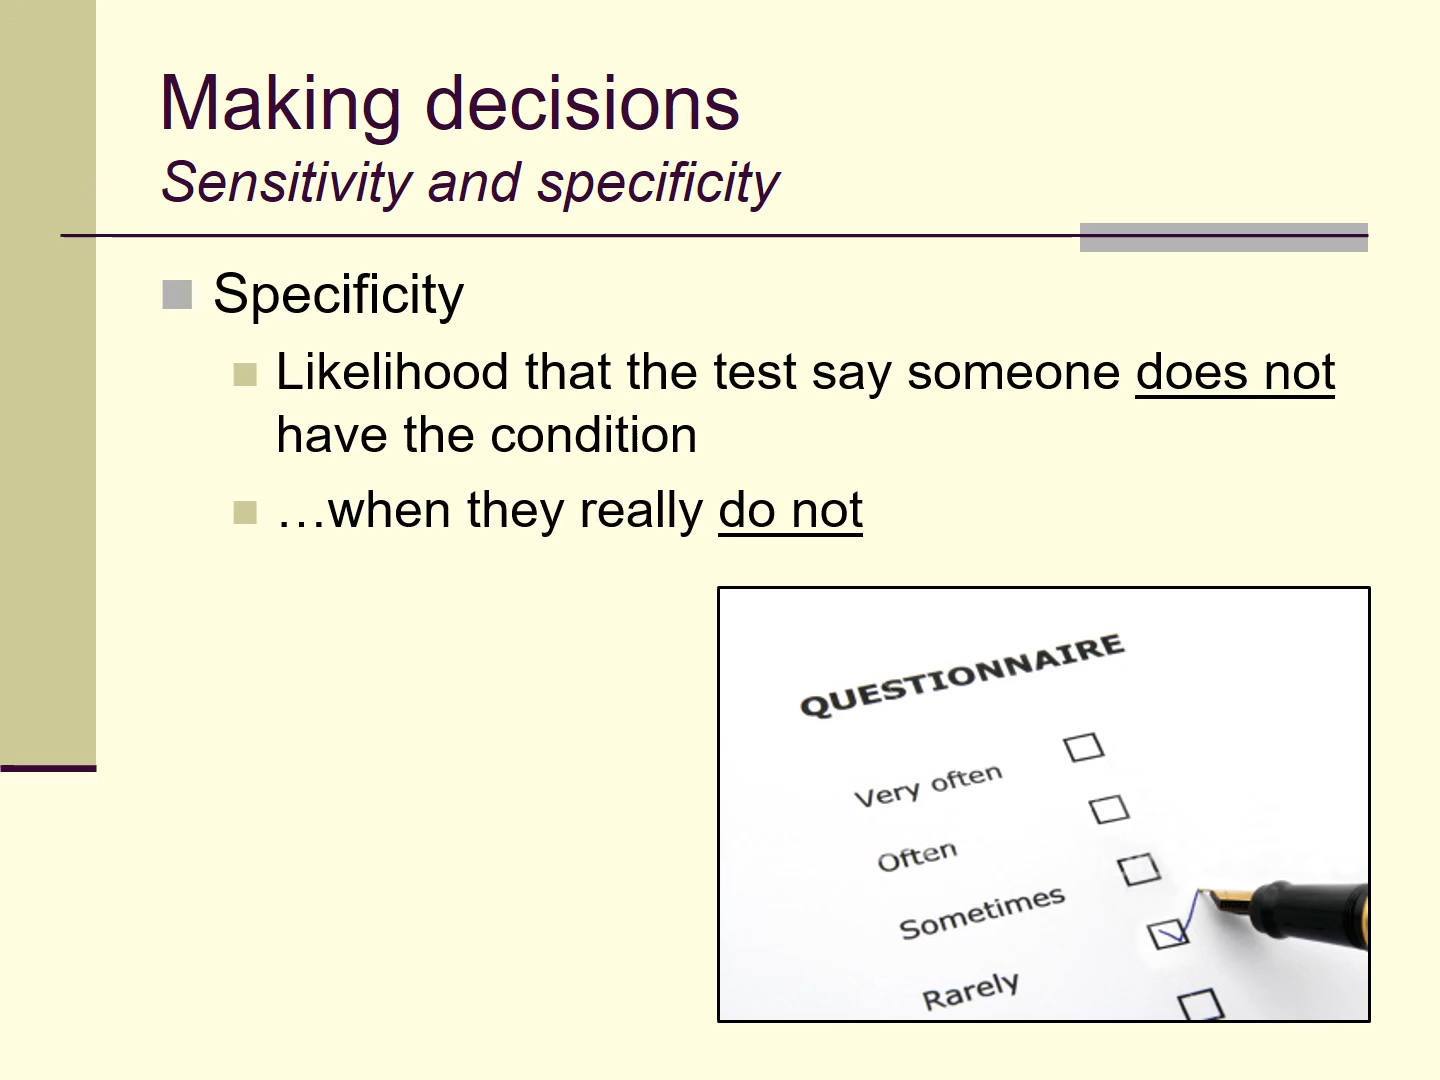 Making decisions
Sensitivity and specificity
Specificity
Likelihood that the test say someone does not
have the condition
…when they really do not
QUESTIONNAIRE
Very often
Often
Sometimes
Rarely